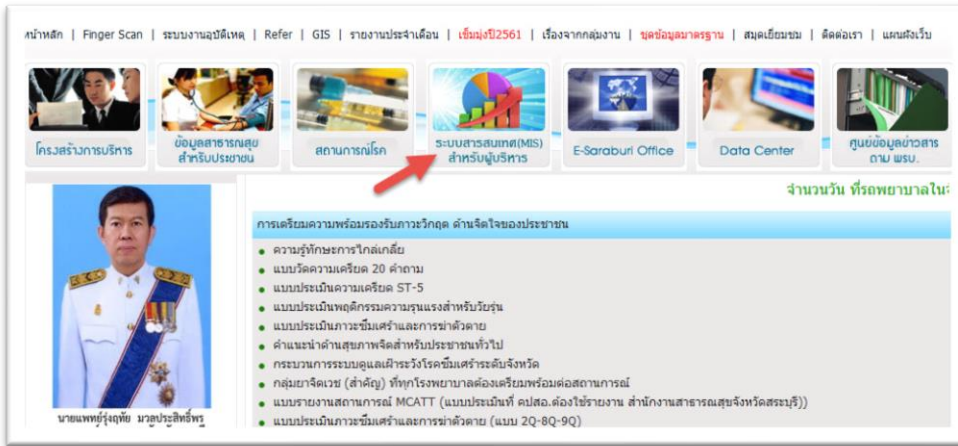 หน้าหลัก | Finger Scan | ระบบงานอุบัติเหตุ | Refer | GIS | รายงานประจำเดือน | เข็มมุ่งปี2561 | เรื่องจากกลุ่มงาน | ชุดข้อมูลมาตรฐาน | สมุดเยี่ยมชม | ติดต่อเรา | แผนผังเว็บ
โครงสร้างการบริหาร
ข้อมูลสาธารณสุข
สำหรับประชาชน
สถานการณ์โรค
ระบบสารสนเทศ(MIS)
สำหรับผู้บริหาร
E-Saraburi Office
Data Center
ศูนย์ข้อมูลข่าวสาร
ตาม พรบ.
จำนวนวัน ที่รถพยาบาลใน
การเตรียมความพร้อมรองรับภาวะวิกฤต ด้านจิตใจของประชาชน
ความรู้ทักษะการไกล่เกลี่ย
แบบวัดความเครียด 20 คำถาม
แบบประเมินความเครียด ST-5
แบบประเมินพฤติกรรมความรุนแรงสำหรับวัยรุ่น
แบบประเมินภาวะซึมเศร้าและการฆ่าตัวตาย
คำแนะนำด้านสุขภาพจิตสำหรับประชาชนทั่วไป
กระบวนการระบบดูแลเฝ้าระวังโรคซึมเศร้าระดับจังหวัด
กลุ่มยาจิตเวช (สำคัญ) ที่ทุกโรงพยาบาลต้องเตรียมพร้อมต่อสถานการณ์
แบบรายงานสถานการณ์ MCATT (แบบประเมินที่ คปสอ.ต้องใช้รายงาน สำนักงานสาธารณสุขจังหวัดสระบุรี))
แบบประเมินภาวะซึมเศร้าและการฆ่าตัวตาย (แบบ 2Q-8Q-9Q)
นายแพทย์รุ่งฤทัย มวลประสิทธิ์พร